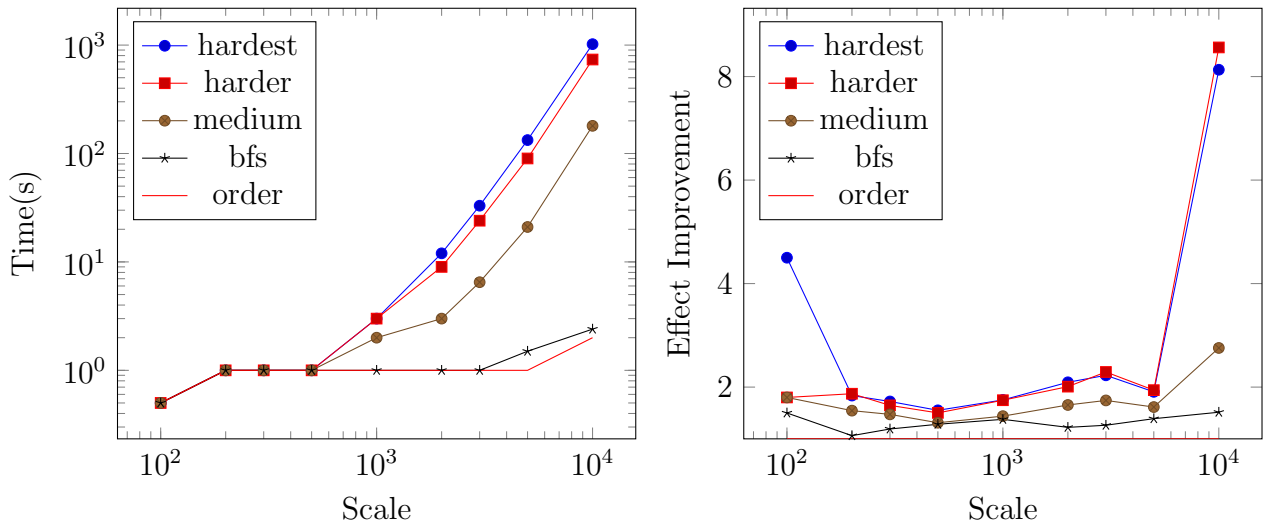 10^3
10^2
10^1
10^0
Time(s)
10^2
10^3
10^4
Scale
hardest
harder
medium
bfs
order
8
6
4
2
Effect Improvement
10^2
10^3
10^4
Scale
hardest
harder
medium
bfs
order